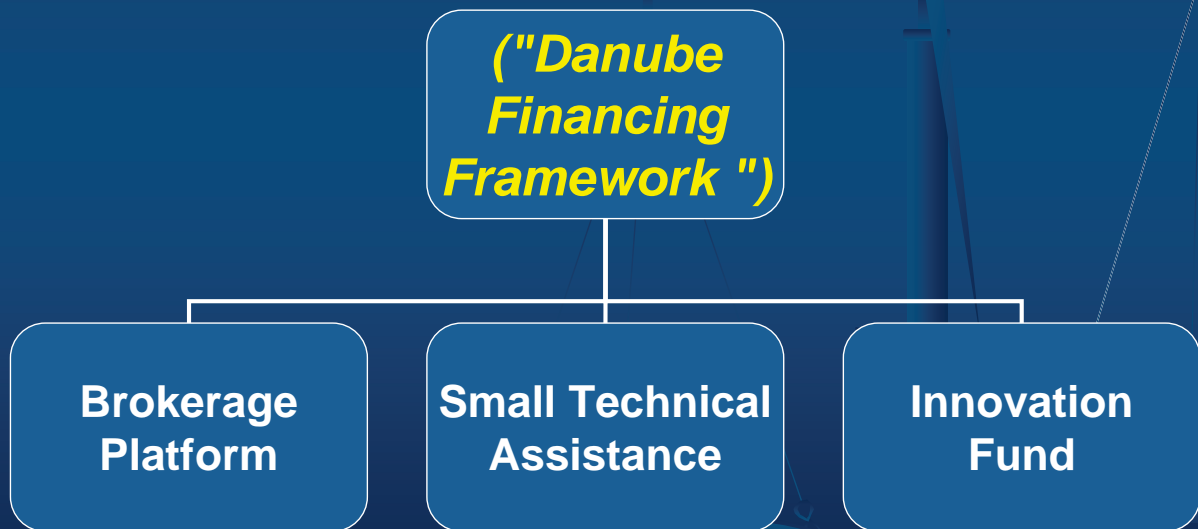 ("Danube
Financing
Framework ")
Brokerage
Platform
Small Technical
Assistance
Innovation
Fund